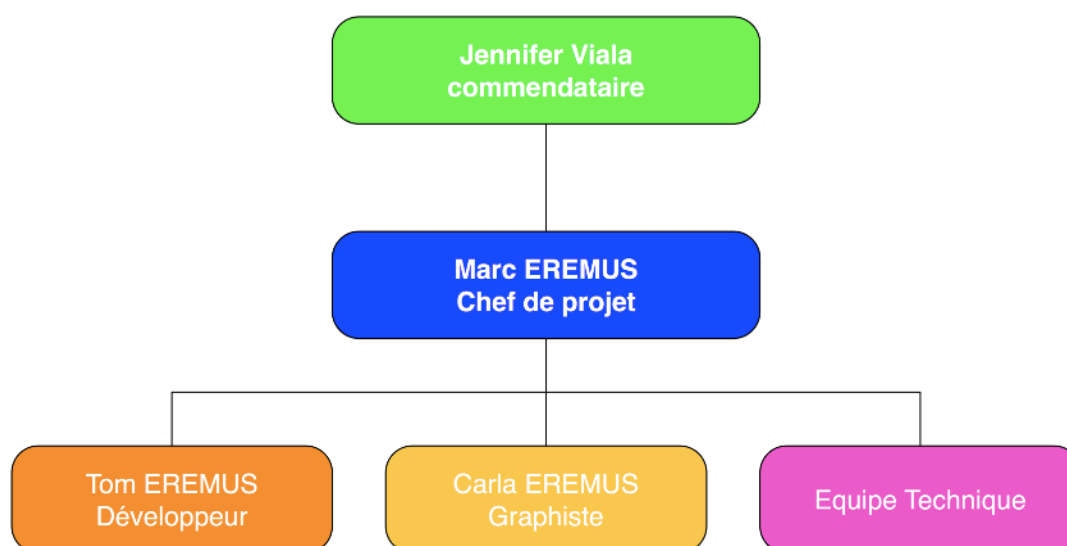 Jennifer Viala
commendataire
Marc EREMUS
Chef de projet
Tom EREMUS
Développeur
Carla EREMUS
Graphiste
Equipe Technique